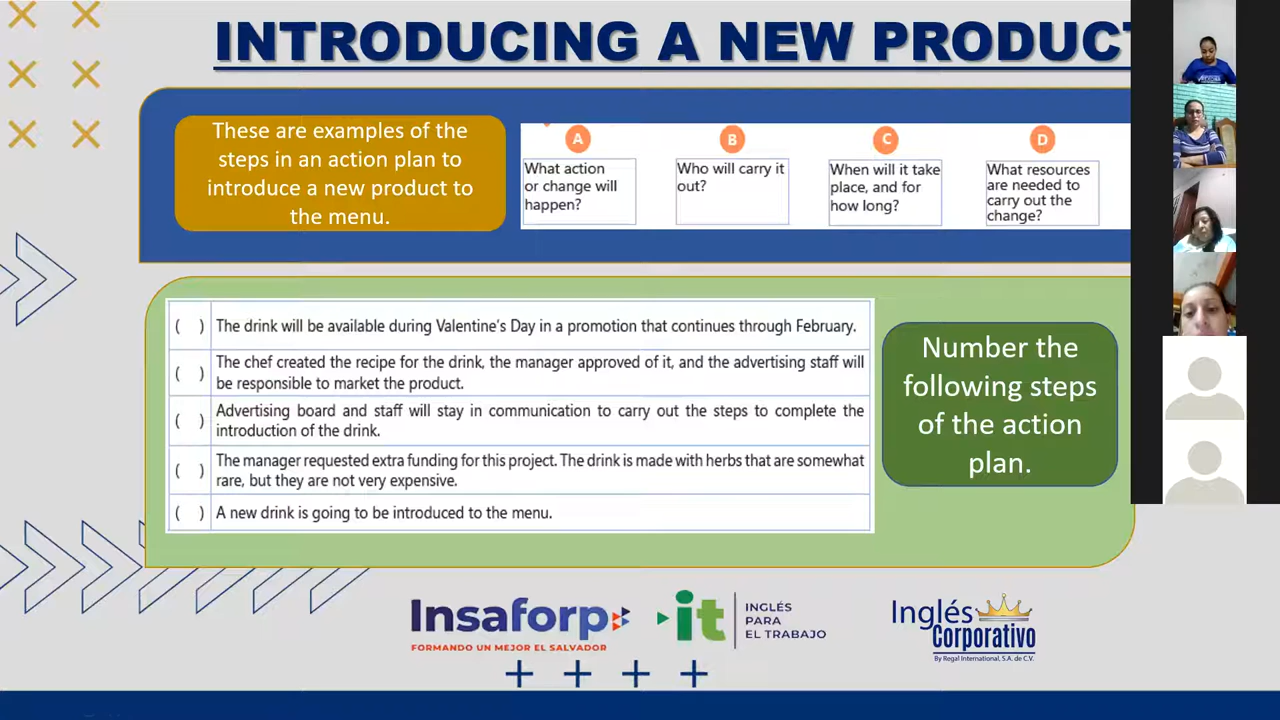 INTRODUCING A NEW PRODUCT
These are examples of the
steps in an action plan to
introduce a new product to
the menu.
A
What action
or change will
happen?
B
Who will carry it
out?
C
When will it take
place, and for
how long?
D
What resources
are needed to
carry out the
change?
( ) The drink will be available during Valentine's Day in a promotion that continues through February.
( ) The chef created the recipe for the drink, the manager approved of it, and the advertising staff will
be responsible to market the product.
( ) Advertising board and staff will stay in communication to carry out the steps to complete the
introduction of the drink.
( ) The manager requested extra funding for this project. The drink is made with herbs that are somewhat
rare, but they are not very expensive.
( ) A new drink is going to be introduced to the menu.
Number the
following steps
of the action
plan.
Insaforp
FORMANDO UN MEJOR EL SALVADOR
it
INGLÉS
PARA
EL TRABAJO
Inglés
Corporativo
By Regal International, S.A. de C.V.